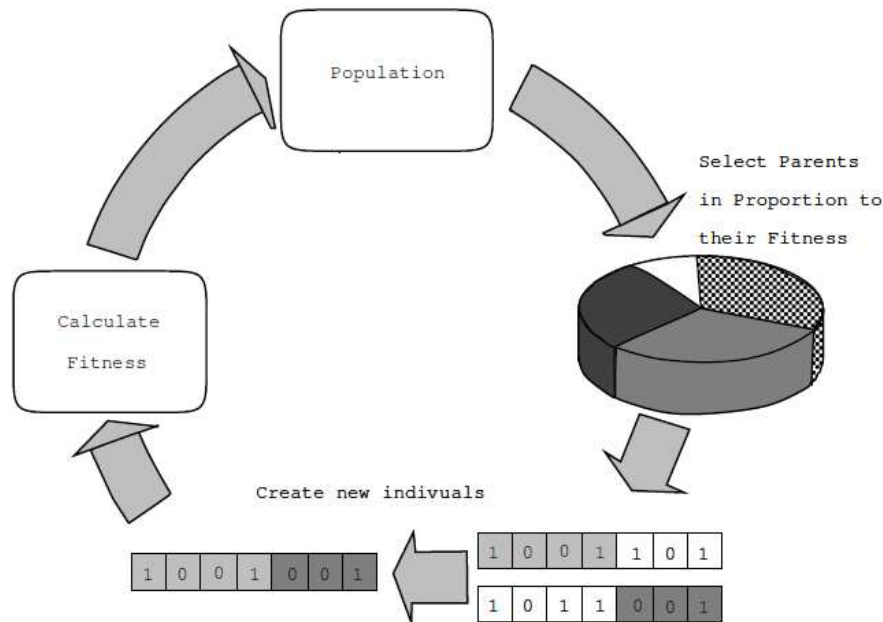 Population
Select Parents
in Proportion to
their Fitness
Calculate
Fitness
Create new indivuals
1 0 0 1 1 0 1
1 0 0 1 0 0 1
1 0 1 1 0 0 1